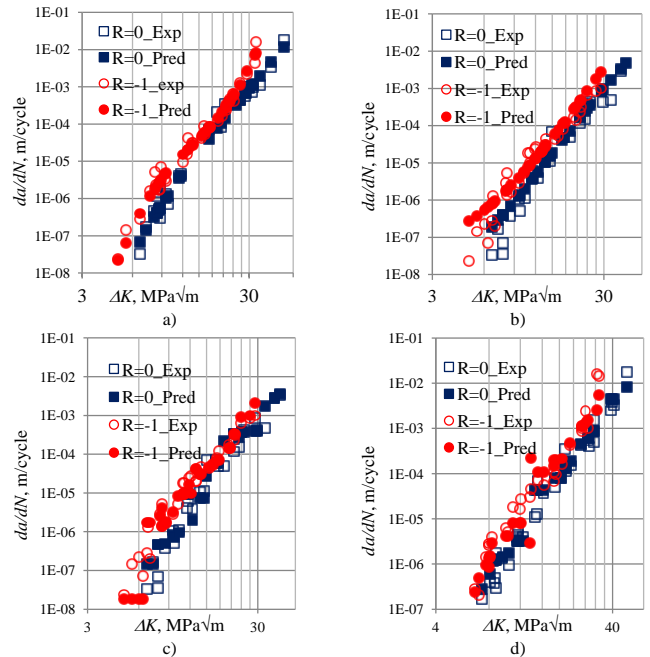 1E-01
1E-02
1E-03
1E-04
1E-05
1E-06
1E-07
1E-08
da/dN, m/cycle
R=0_Exp
R=0_Pred
R=-1_exp
R=-1_Pred
3
ΔK, MPa√m
30
a)
1E-01
1E-02
1E-03
1E-04
1E-05
1E-06
1E-07
1E-08
da/dN, m/cycle
R=0_Exp
R=0_Pred
R=-1_Exp
R=-1_Pred
3
ΔK, MPa√m
30
b)
1E-01
1E-02
1E-03
1E-04
1E-05
1E-06
1E-07
1E-08
da/dN, m/cycle
R=0_Exp
R=0_Pred
R=-1_Exp
R=-1_Pred
3
ΔK, MPa√m
30
c)
1E-01
1E-02
1E-03
1E-04
1E-05
1E-06
1E-07
da/dN, m/cycle
R=0_Exp
R=0_Pred
R=-1_Exp
R=-1_Pred
4
ΔK, MPa√m
40
d)